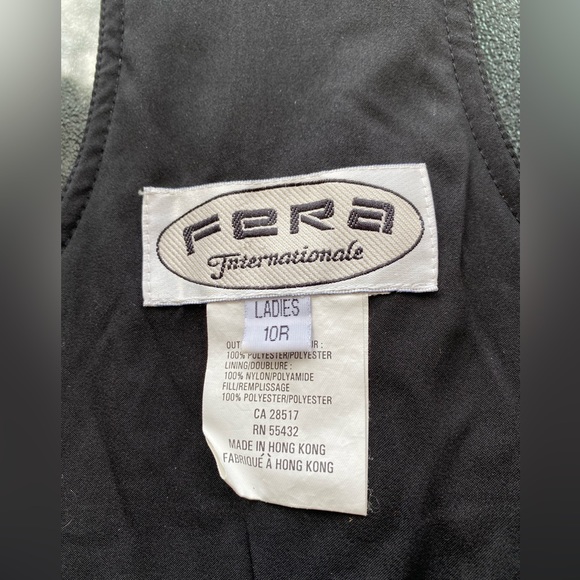 FERA
Internationale
LADIES
10R
100% POLYESTER/POLYESTER
LINING/DOUBLURE :
100% NYLON/POLYAMIDE
FILL/REMPLISSAGE
100% POLYESTER/POLYESTER
CA 28517
RN 55432
MADE IN HONG KONG
FABRIQUÉ À HONG KONG